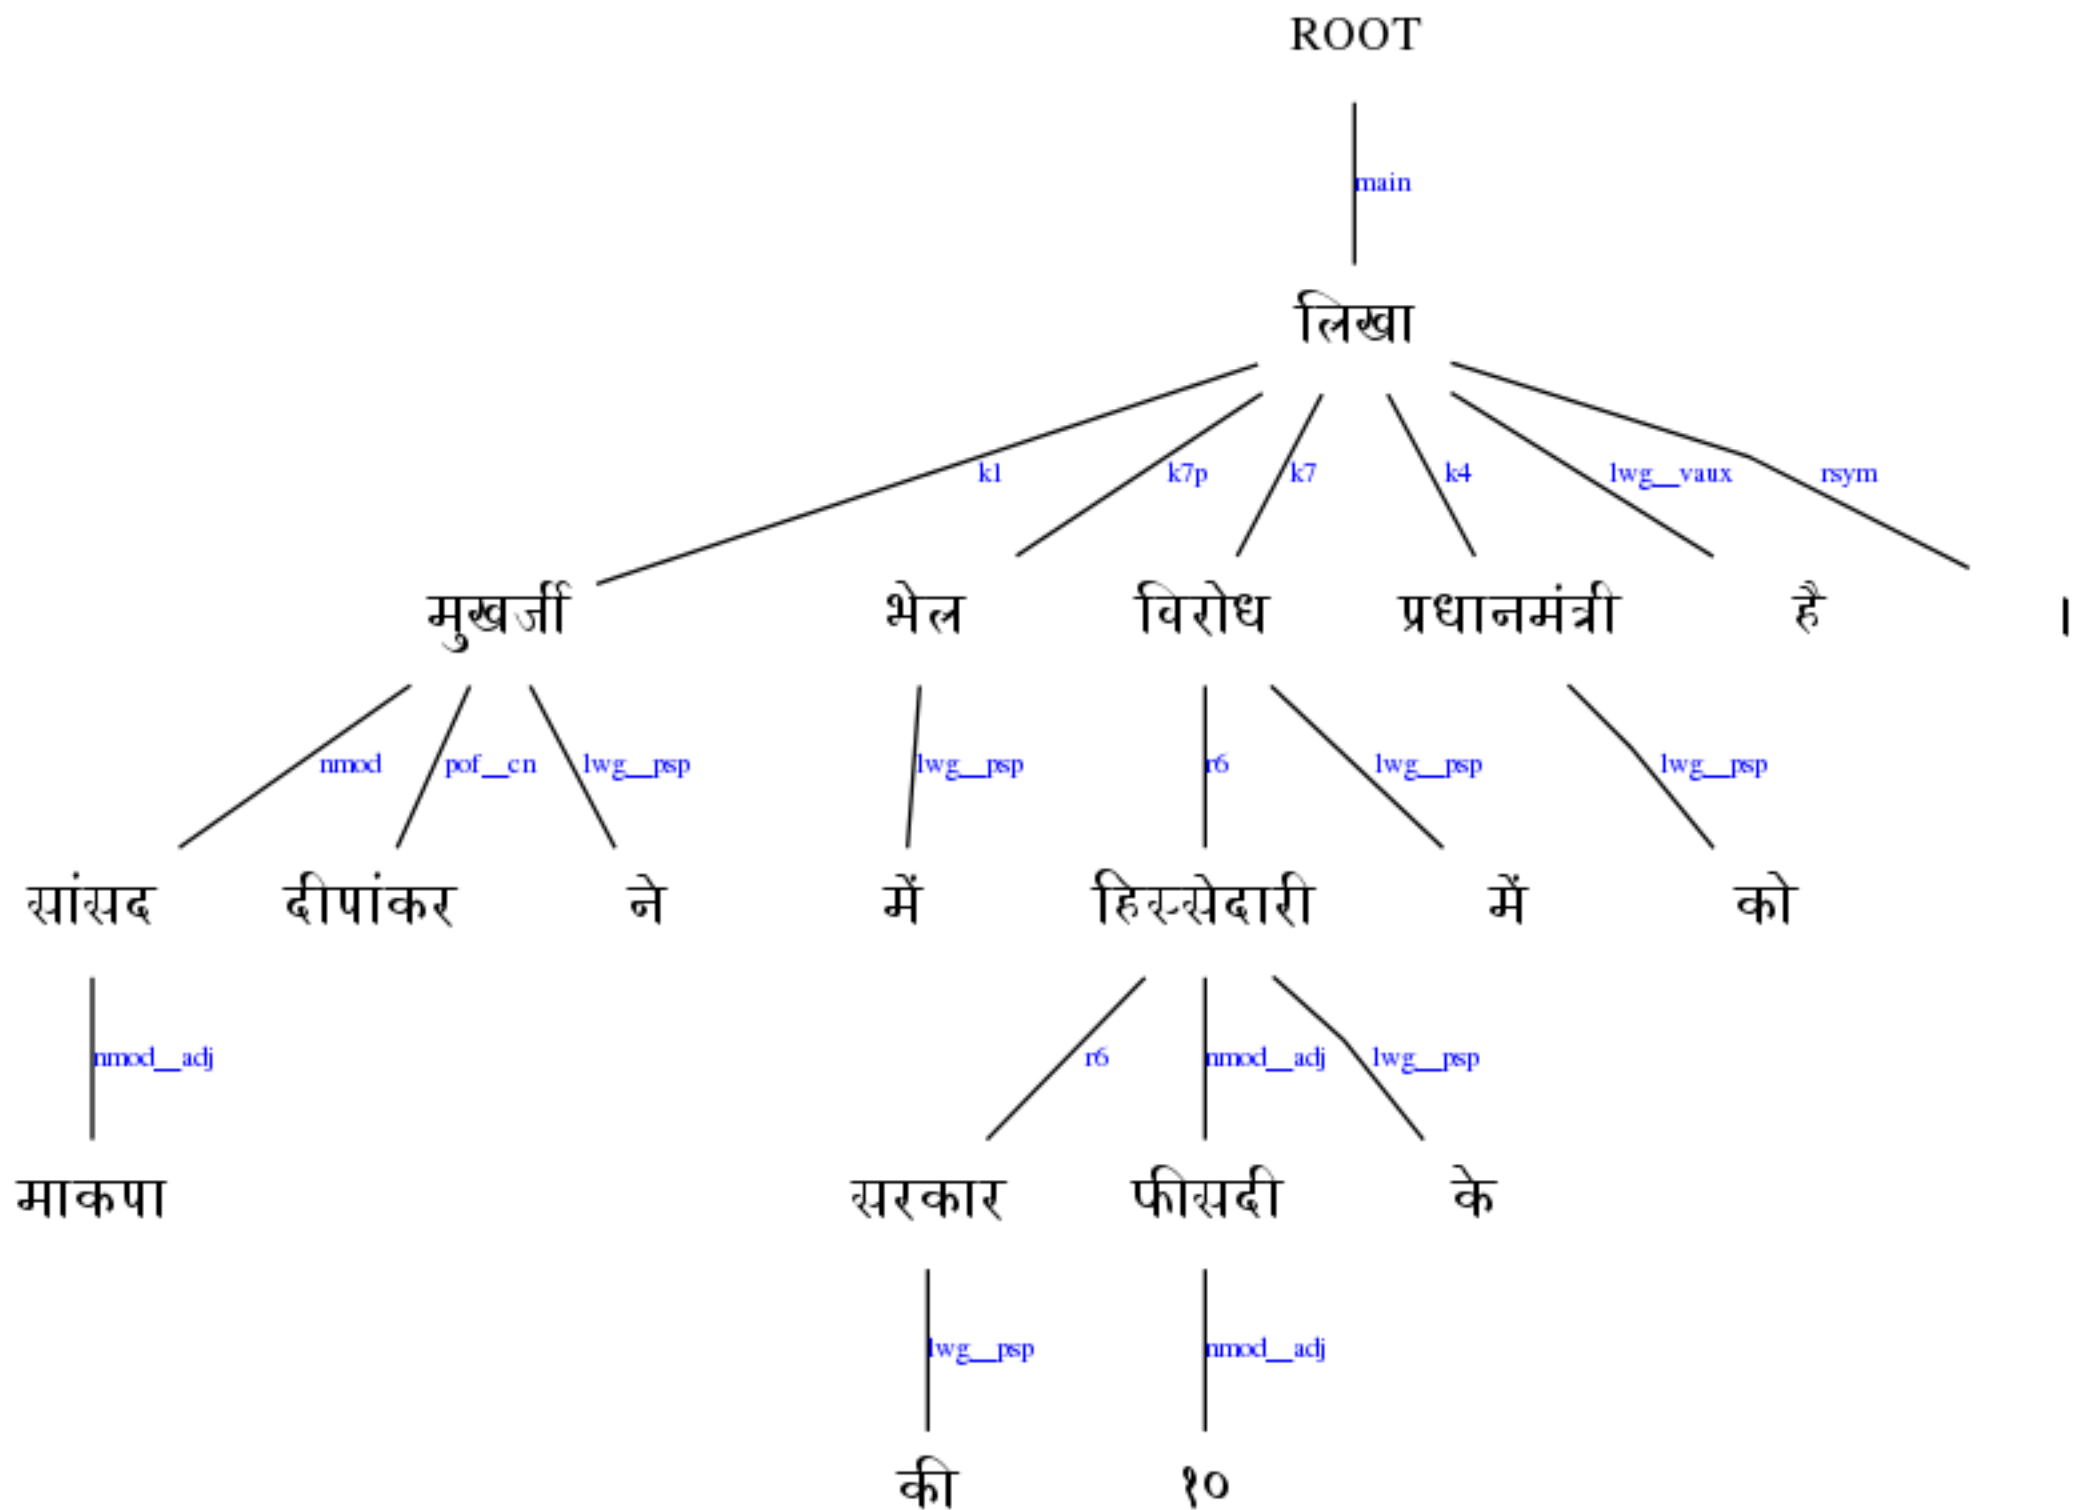 ROOT
main
लिखा
k1 k7p k7 k4 lwg__vaux rsym
मुखर्जी भेल विरोध प्रधानमंत्री है ।
nmod pof__cn lwg__psp lwg__psp r6 lwg__psp lwg__psp
सांसद दीपांकर ने में हिस्सेदारी में को
nmod__adj r6 nmod__adj lwg__psp
माकपा सरकार फीसदी के
lwg__psp nmod__adj
की १०